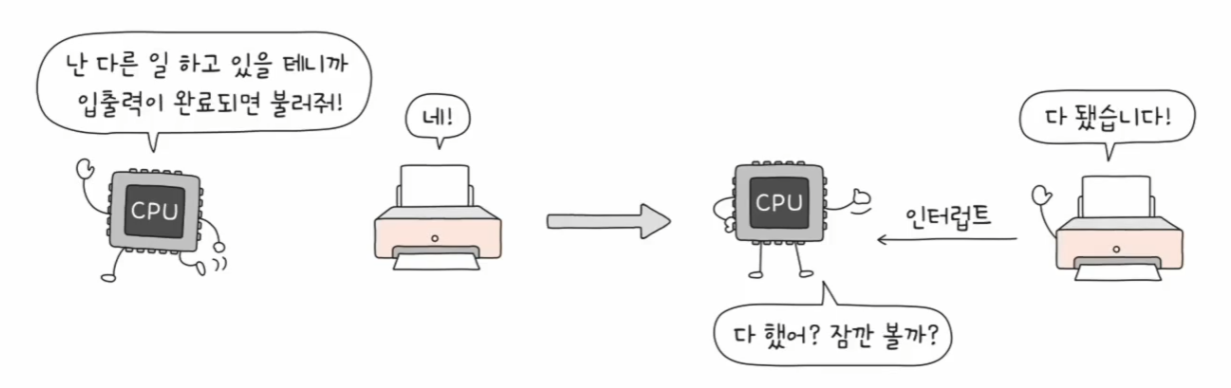 난 다른 일 하고 있을 테니까
입출력이 완료되면 불러줘!
네!
CPU
CPU
다 했어? 잠깐 볼까?
인터럽트
다 됐습니다!